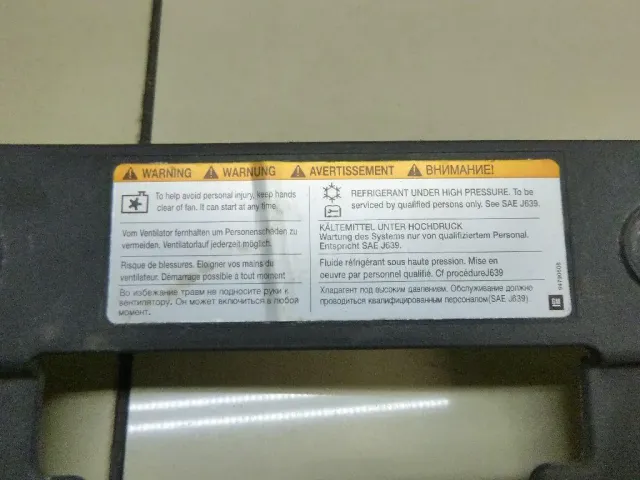 WARNING WARNUNG AVERTISSEMENT ВНИМАНИЕ!
To help avoid personal injury, keep hands
clear of fan. It can start at any time.
Vom Ventilator fernhalten um Personenschäden zu
vermeiden. Ventilatorlauf jederzeit möglich.
Risque de blessures. Eloigner vos mains du
ventilateur. Démarrage possible à tout moment
Во избежание травм не подносите руки к
вентилятору. Он может включиться в любой
момент.
REFRIGERANT UNDER HIGH PRESSURE. To be
serviced by qualified persons only. See SAE J639.
KÄLTEMITTEL UNTER HOCHDRUCK
Wartung des Systems nur von qualifiziertem Personal.
Entspricht SAE J639.
Fluide réfrigérant sous haute pression. Mise en
oeuvre par personnel qualifié. Cf procédureJ639
Хладагент под высоким давлением. Обслуживание должно
проводиться квалифицированным персоналом(SAE J639).
GM